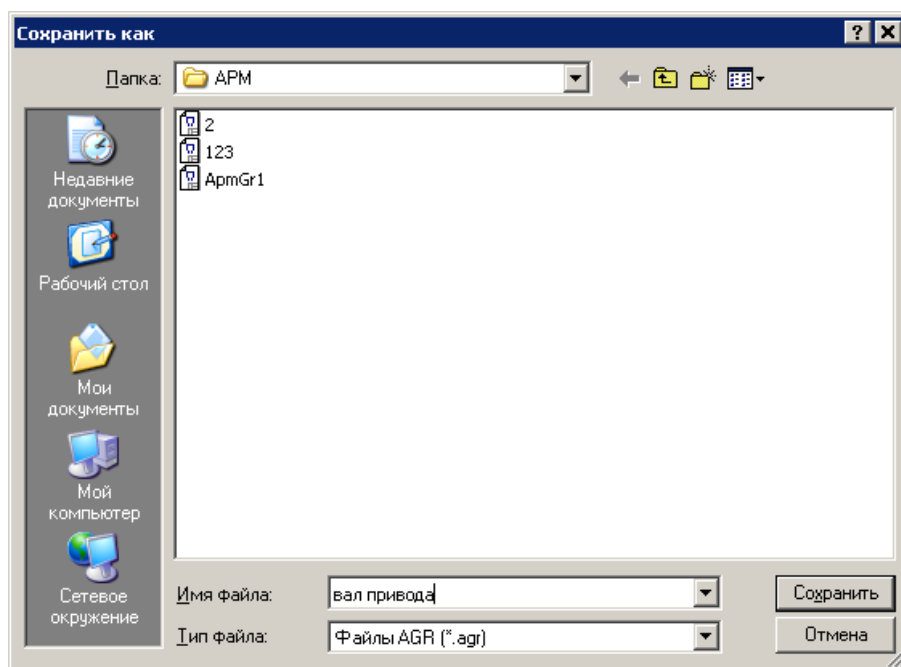 Сохранить как
Папка:
APM
2
123
ApmGr1
Недавние
документы
Рабочий стол
Мои
документы
Мой
компьютер
Сетевое
окружение
Имя файла:
вал привода
Сохранить
Тип файла:
Файлы AGR (*.agr)
Отмена